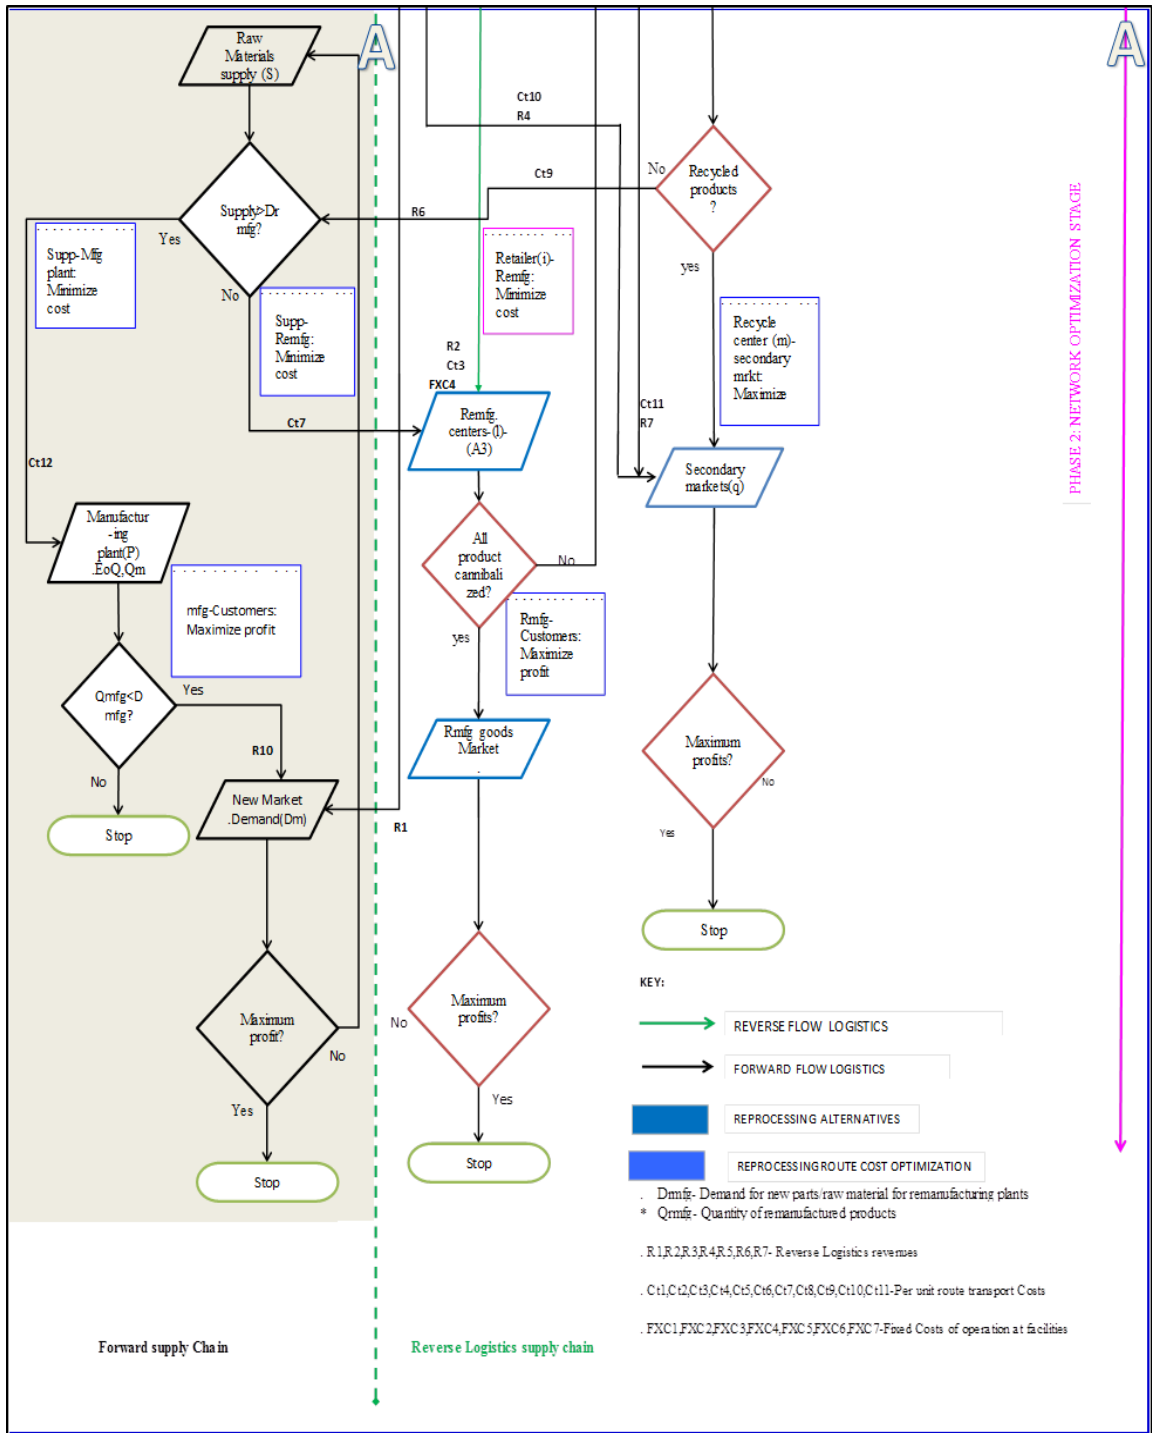 A
A
Raw
Materials
supply (S)
Ct10
R4
Recycled
products
?
No
Ct9
R6
Supply>Dr
mfg?
Yes
No
yes
Supp-Mfg
plant:
Minimize
cost
Supp-
Remfg:
Minimize
cost
Retailer(i)-
Remfg:
Minimize
cost
Recycle
center (m)-
secondary
mrkt:
Maximize
PHASE 2: NETWORK OPTIMIZATION STAGE
R2
Ct3
FXC4
Ct7
Remfg.
centers-(l)-
(A3)
Ct11
R7
Ct12
Secondary
markets(q)
Manufactur
-ing
plant(P)
.EoQ,Qm
All
product
cannibali
zed?
No
yes
mfg-Customers:
Maximize profit
Rmfg-
Customers:
Maximize
profit
Qmfg<D
mfg?
Yes
No
R10
Rmfg goods
Market
.
Maximum
profits?
No
Yes
New Market
.Demand(Dm)
R1
Stop
Stop
Maximum
profit?
No
Yes
Maximum
profits?
No
Yes
Stop
Stop
KEY:
REVERSE FLOW LOGISTICS
FORWARD FLOW LOGISTICS
REPROCESSING ALTERNATIVES
REPROCESSING ROUTE COST OPTIMIZATION
. Drmfg- Demand for new parts/raw material for remanufacturing plants
* Qrmfg- Quantity of remanufactured products
. R1,R2,R3,R4,R5,R6,R7- Reverse Logistics revenues
. Ct1,Ct2,Ct3,Ct4,Ct5,Ct6,Ct7,Ct8,Ct9,Ct10,Ct11-Per unit route transport Costs
. FXC1,FXC2,FXC3,FXC4,FXC5,FXC6,FXC7-Fixed Costs of operation at facilities
Forward supply Chain
Reverse Logistics supply chain